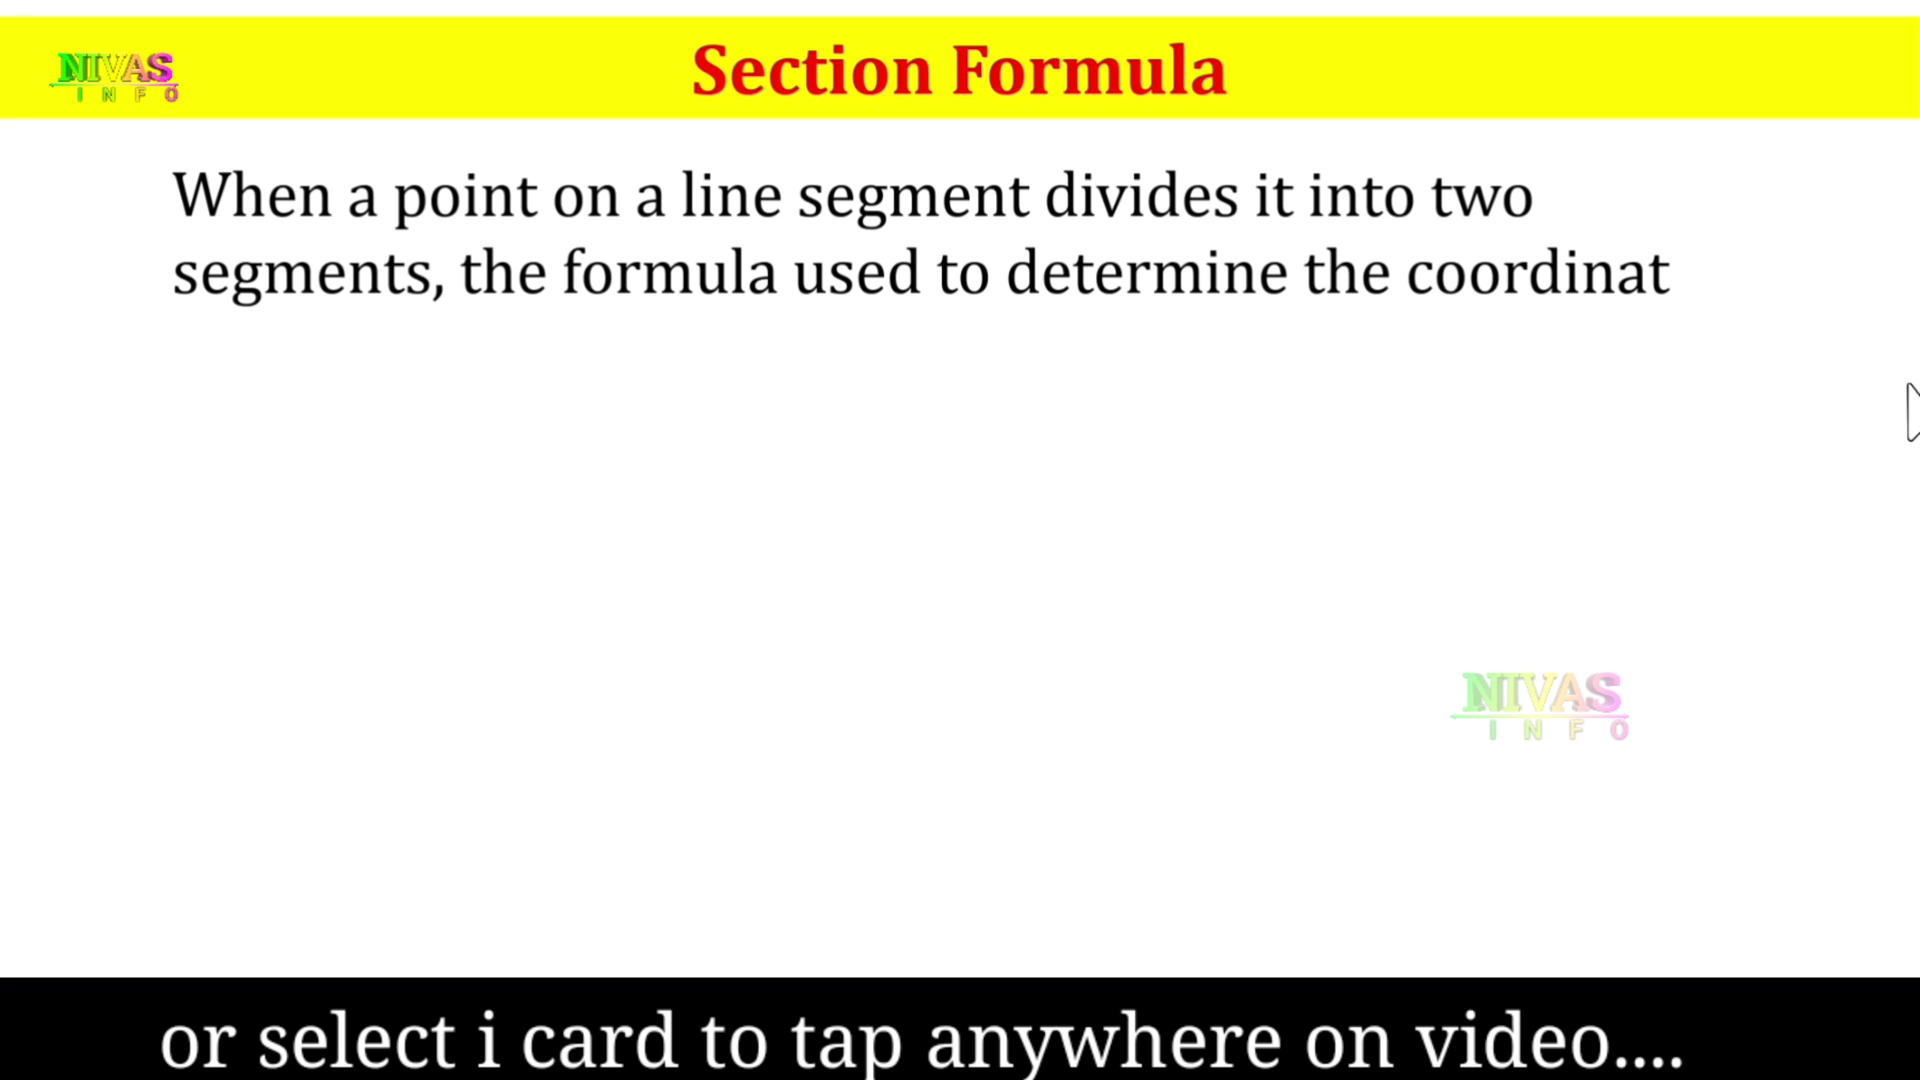 NIVAS
INFO
Section Formula
When a point on a line segment divides it into two
segments, the formula used to determine the coordinat
NIVAS
INFO
or select i card to tap anywhere on video....